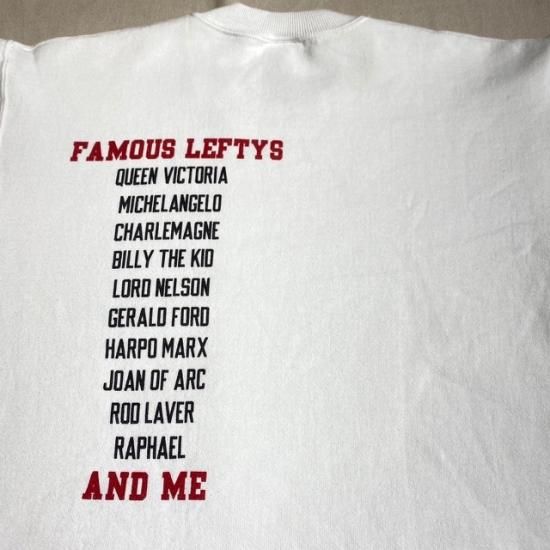 FAMOUS LEFTYS
QUEEN VICTORIA
MICHELANGELO
CHARLEMAGNE
BILLY THE KID
LORD NELSON
GERALD FORD
HARPO MARX
JOAN OF ARC
ROD LAVER
RAPHAEL
AND ME